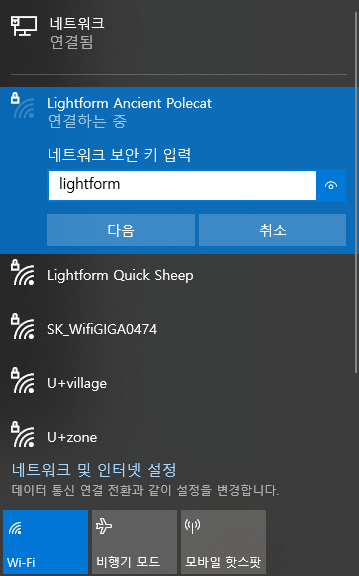 네트워크
연결됨
Lightform Ancient Polecat
연결하는 중
네트워크 보안 키 입력
lightform
다음
취소
Lightform Quick Sheep
SK_WifiGIGA0474
U+village
U+zone
네트워크 및 인터넷 설정
데이터 통신 연결 전환과 같이 설정을 변경합니다.
Wi-Fi
비행기 모드
모바일 핫스팟